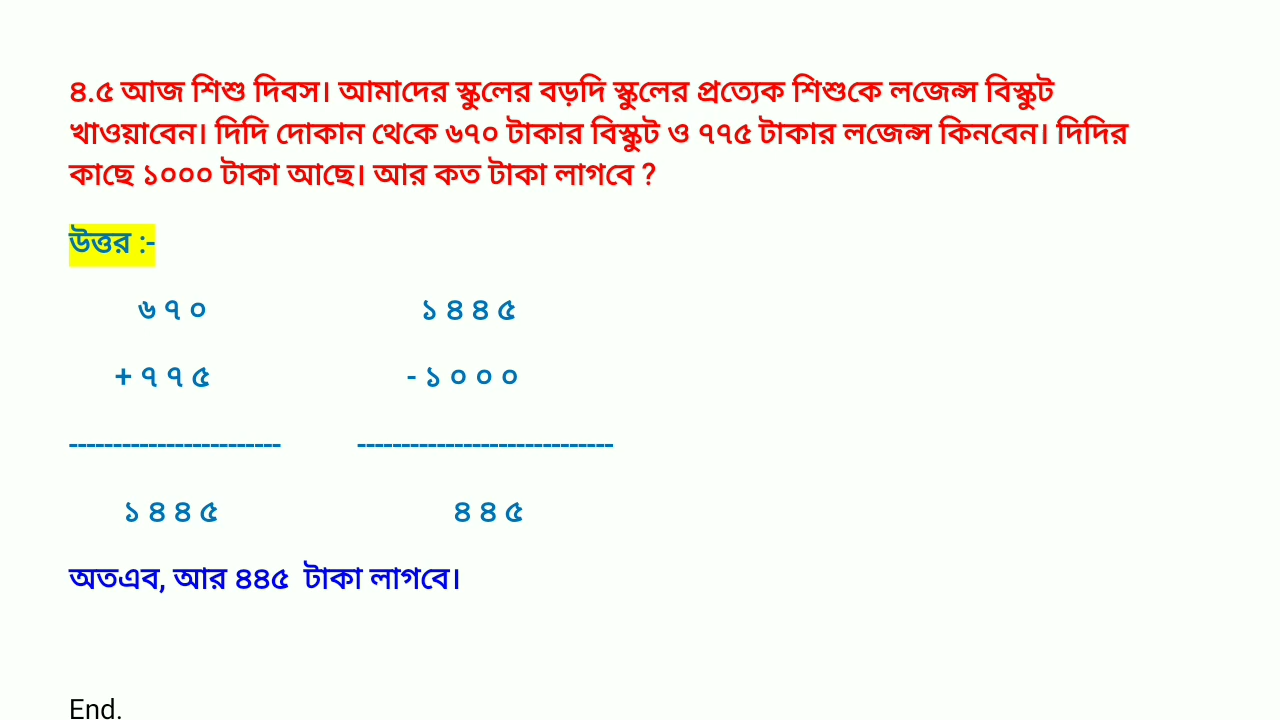 ৪.৫ আজ শিশু দিবস। আমাদের স্কুলের বড়দি স্কুলের প্রত্যেক শিশুকে লজেন্স বিস্কুট
খাওয়াবেন। দিদি দোকান থেকে ৬৭০ টাকার বিস্কুট ও ৭৭৫ টাকার লজেন্স কিনবেন। দিদির
কাছে ১০০০ টাকা আছে। আর কত টাকা লাগবে ?
উত্তর :-
৬ ৭ ০ ১ ৪ ৪ ৫
+ ৭ ৭ ৫ - ১ ০ ০ ০
------------------------ -----------------------------
১ ৪ ৪ ৫ ৪ ৪ ৫
অতএব, আর ৪৪৫ টাকা লাগবে।
End.